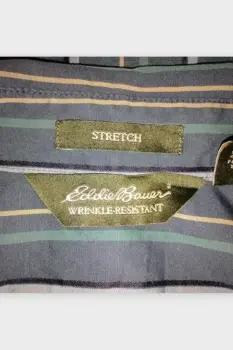 STRETCH
Eddie Bauer
WRINKLE-RESISTANT